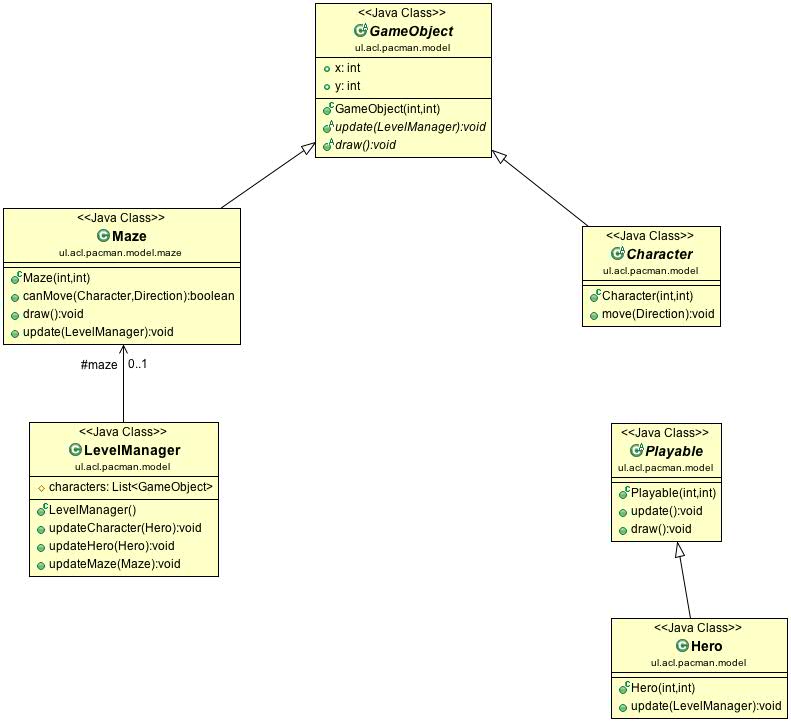 <<Java Class>>
GameObject
ul.acl.pacman.model
x: int
y: int
GameObject(int,int)
update(LevelManager):void
draw():void
<<Java Class>>
Maze
ul.acl.pacman.model.maze
Maze(int,int)
canMove(Character,Direction):boolean
draw():void
update(LevelManager):void
<<Java Class>>
Character
ul.acl.pacman.model
Character(int,int)
move(Direction):void
#maze 0..1
<<Java Class>>
LevelManager
ul.acl.pacman.model
characters: List<GameObject>
LevelManager()
updateCharacter(Hero):void
updateHero(Hero):void
updateMaze(Maze):void
<<Java Class>>
Playable
ul.acl.pacman.model
Playable(int,int)
update():void
draw():void
<<Java Class>>
Hero
ul.acl.pacman.model
Hero(int,int)
update(LevelManager):void